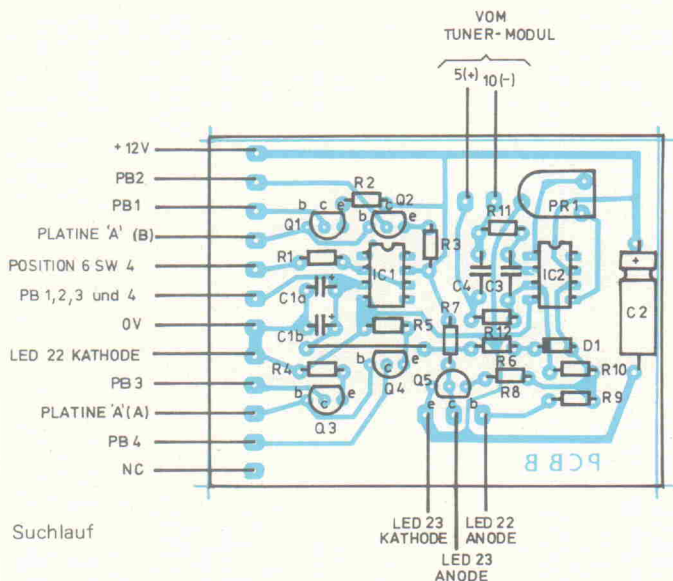 VOM
TUNER-MODUL
5(+) 10(-)
+12V
PB2
PB1
PLATINE 'A' (B)
POSITION 6 SW 4
PB 1,2,3 und 4
0V
LED 22 KATHODE
PB 3
PLATINE 'A'(A)
PB4
NC
R2
Q2
b c e b c e
Q1
R1
IC1
R3
C1a
C1b
R4
R5
b c e
Q4
b c e
Q3
R11
PR1
C4 C3
IC2
R7
R12
R6
Q5
R8
e c b
D1
R10
R9
C2
+
+
+
PCB B
LED 23
KATHODE
LED 22
ANODE
LED 23
ANODE
Suchlauf